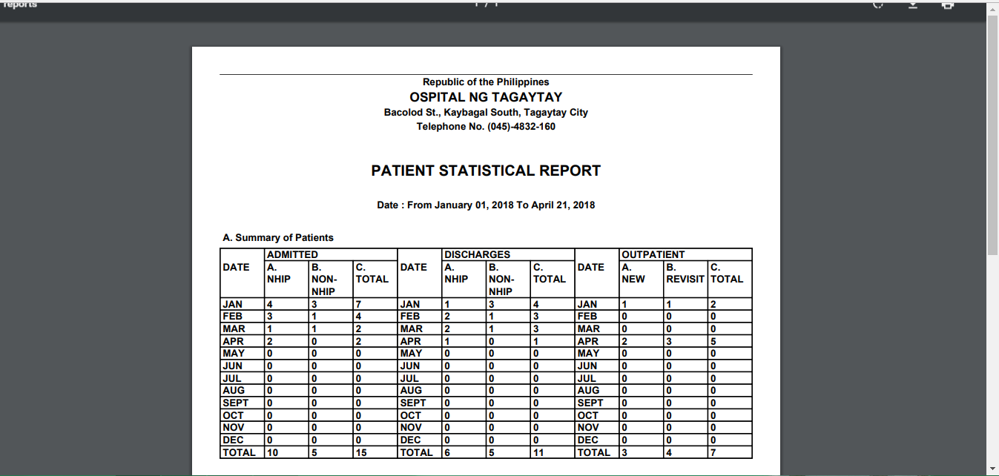 reports
1 / 1
Republic of the Philippines
OSPITAL NG TAGAYTAY
Bacolod St., Kaybagal South, Tagaytay City
Telephone No. (045)-4832-160
PATIENT STATISTICAL REPORT
Date : From January 01, 2018 To April 21, 2018
A. Summary of Patients
ADMITTED DISCHARGES OUTPATIENT
DATE A. B. C. DATE A. B. C. DATE A. B. C.
NHIP NON- TOTAL NHIP NON- TOTAL NEW REVISIT TOTAL
NHIP NHIP
JAN 4 3 7 JAN 1 3 4 JAN 1 1 2
FEB 3 1 4 FEB 2 1 3 FEB 0 0 0
MAR 1 1 2 MAR 2 1 3 MAR 0 0 0
APR 2 0 2 APR 1 0 1 APR 2 3 5
MAY 0 0 0 MAY 0 0 0 MAY 0 0 0
JUN 0 0 0 JUN 0 0 0 JUN 0 0 0
JUL 0 0 0 JUL 0 0 0 JUL 0 0 0
AUG 0 0 0 AUG 0 0 0 AUG 0 0 0
SEPT 0 0 0 SEPT 0 0 0 SEPT 0 0 0
OCT 0 0 0 OCT 0 0 0 OCT 0 0 0
NOV 0 0 0 NOV 0 0 0 NOV 0 0 0
DEC 0 0 0 DEC 0 0 0 DEC 0 0 0
TOTAL 10 5 15 TOTAL 6 5 11 TOTAL 3 4 7